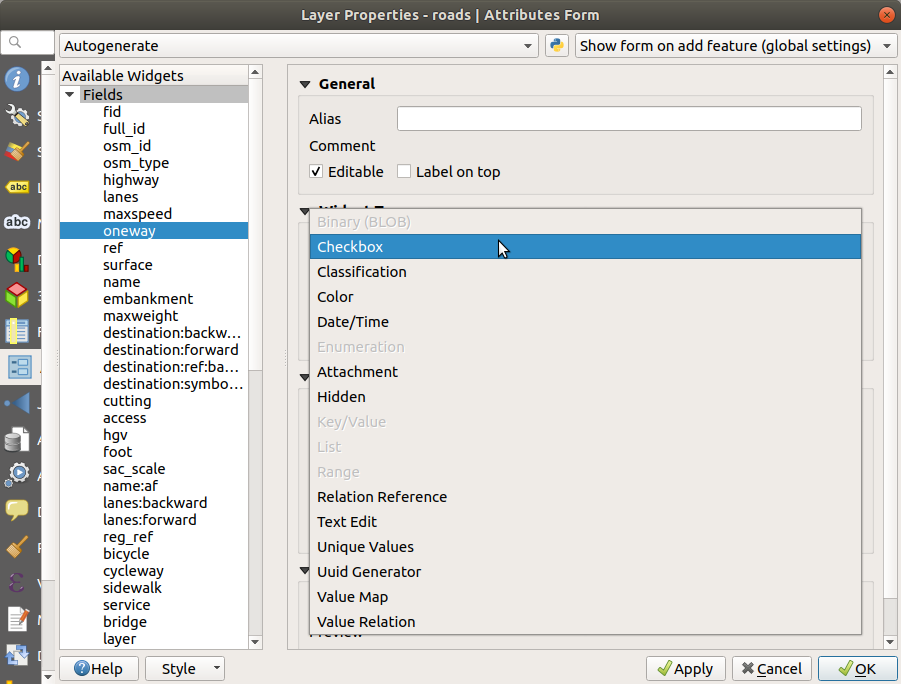 Layer Properties - roads | Attributes Form
Autogenerate
Show form on add feature (global settings)
Available Widgets
Fields
fid
full_id
osm_id
osm_type
highway
lanes
maxspeed
oneway
ref
surface
name
embankment
maxweight
destination:backw...
destination:forward
destination:ref:ba...
destination:symbo...
cutting
access
hgv
foot
sac_scale
name:af
lanes:backward
lanes:forward
reg_ref
bicycle
cycleway
sidewalk
service
bridge
layer
General
Alias
Comment
Editable
Label on top
Binary (BLOB)
Checkbox
Classification
Color
Date/Time
Enumeration
Attachment
Hidden
Key/Value
List
Range
Relation Reference
Text Edit
Unique Values
Uuid Generator
Value Map
Value Relation
Help
Style
Apply
Cancel
OK
abc
abc